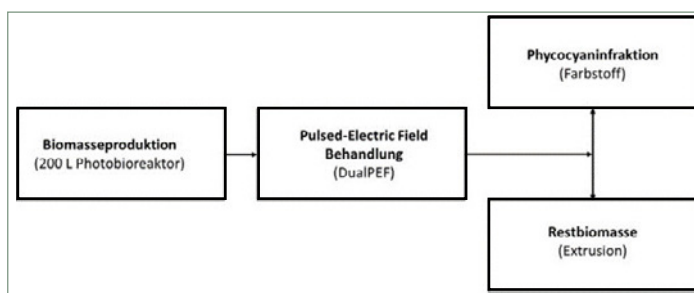 Biomasseproduktion
(200 L Photobioreaktor)
Pulsed-Electric Field
Behandlung
(DualPEF)
Phycocyaninfraktion
(Farbstoff)
Restbiomasse
(Extrusion)